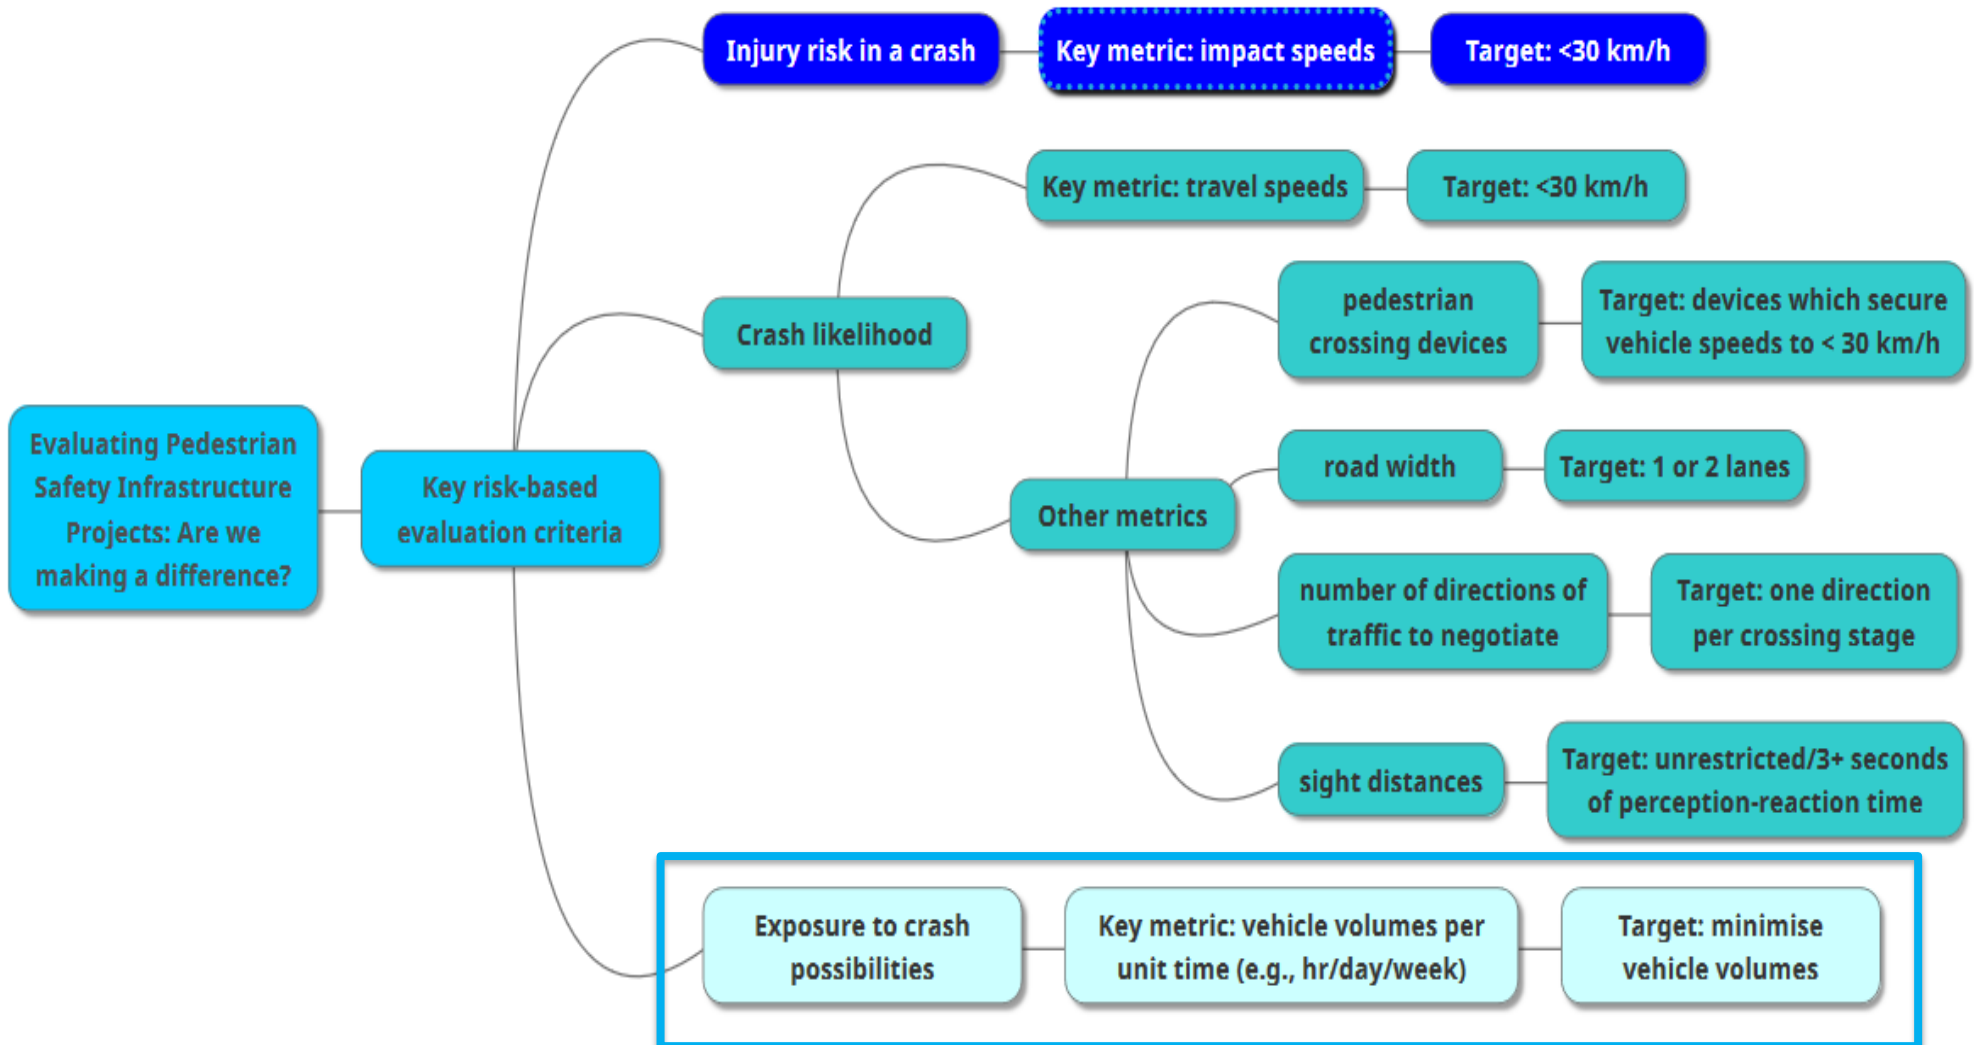 Injury risk in a crash
Key metric: impact speeds
Target: <30 km/h
Key metric: travel speeds
Target: <30 km/h
pedestrian
crossing devices
Target: devices which secure
vehicle speeds to < 30 km/h
Crash likelihood
Evaluating Pedestrian
Safety Infrastructure
Projects: Are we
making a difference?
Key risk-based
evaluation criteria
road width
Target: 1 or 2 lanes
Other metrics
number of directions of
traffic to negotiate
Target: one direction
per crossing stage
sight distances
Target: unrestricted/3+ seconds
of perception-reaction time
Exposure to crash
possibilities
Key metric: vehicle volumes per
unit time (e.g., hr/day/week)
Target: minimise
vehicle volumes